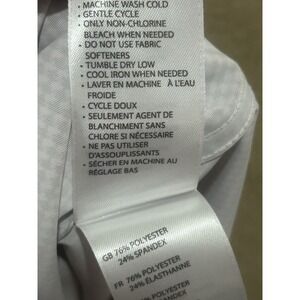 • MACHINE WASH COLD
• GENTLE CYCLE
• ONLY NON-CHLORINE
BLEACH WHEN NEEDED
• DO NOT USE FABRIC
SOFTENERS
• TUMBLE DRY LOW
• COOL IRON WHEN NEEDED
• LAVER EN MACHINE À L'EAU
FROIDE
• CYCLE DOUX
• SEULEMENT AGENT DE
BLANCHIMENT SANS
CHLORE SI NÉCESSAIRE
• NE PAS UTILISER
D'ASSOUPLISSANTS
• SÉCHER EN MACHINE AU
RÉGLAGE BAS
GB 76% POLYESTER
24% SPANDEX
FR 76% POLYESTER
24% ÉLASTHANNE
POLYESTER